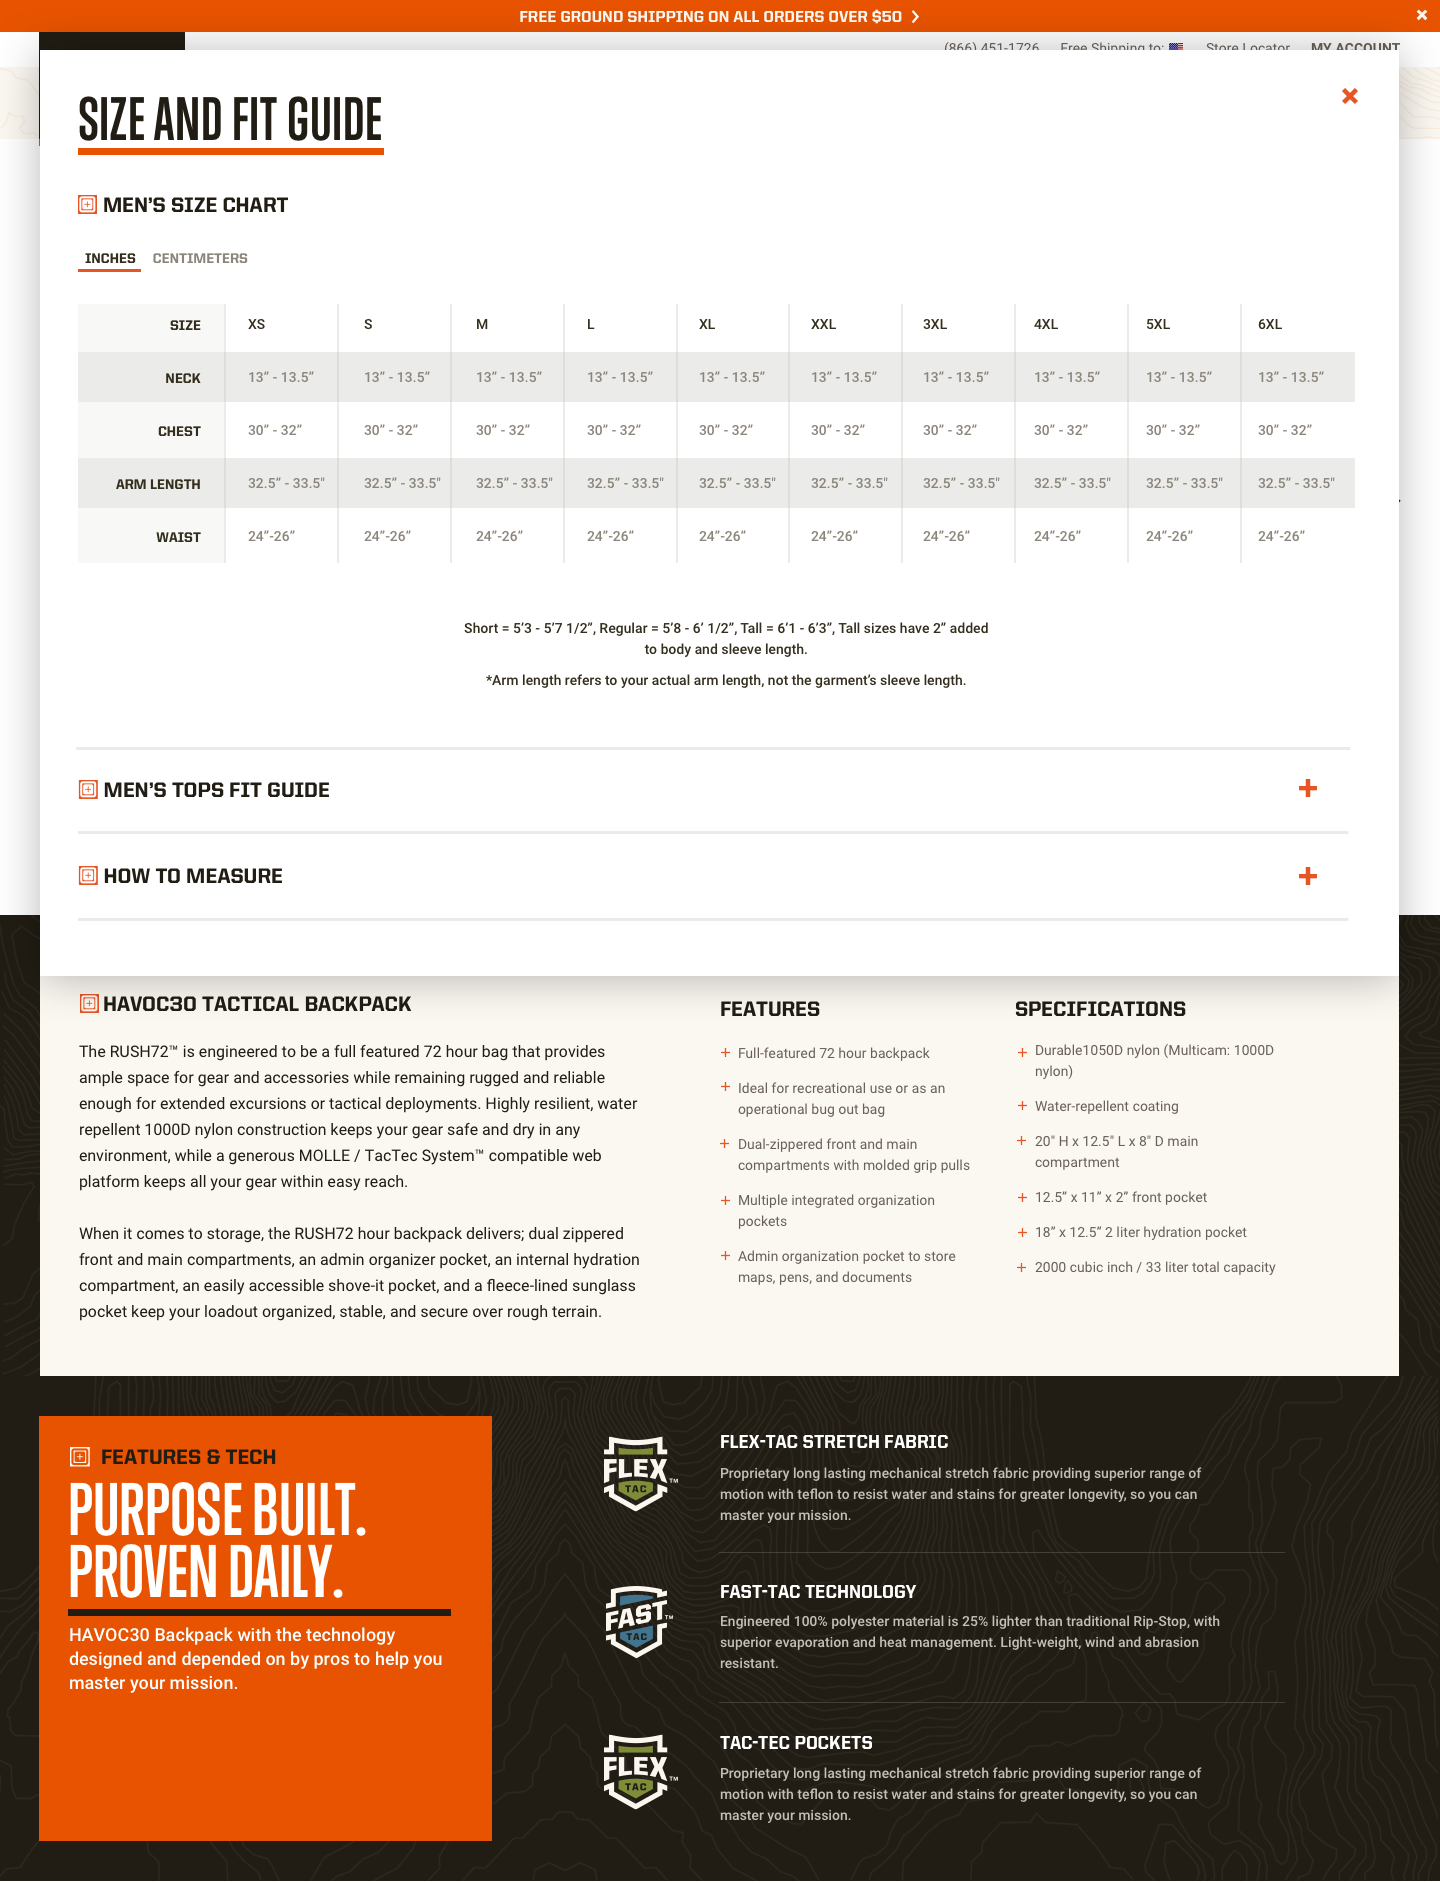 FREE GROUND SHIPPING ON ALL ORDERS OVER $50
(866) 451-1726 Free Shipping to: Store Locator MY ACCOUNT
SIZE AND FIT GUIDE
MEN'S SIZE CHART
INCHES CENTIMETERS
SIZE XS S M L XL XXL 3XL 4XL 5XL 6XL
NECK 13” - 13.5” 13” - 13.5” 13” - 13.5” 13” - 13.5” 13” - 13.5” 13” - 13.5” 13” - 13.5” 13” - 13.5” 13” - 13.5” 13” - 13.5”
CHEST 30” - 32” 30” - 32” 30” - 32” 30” - 32” 30” - 32” 30” - 32” 30” - 32” 30” - 32” 30” - 32” 30” - 32”
ARM LENGTH 32.5” - 33.5" 32.5” - 33.5" 32.5” - 33.5" 32.5” - 33.5" 32.5” - 33.5" 32.5” - 33.5" 32.5” - 33.5" 32.5” - 33.5" 32.5” - 33.5" 32.5” - 33.5"
WAIST 24”-26” 24”-26” 24”-26” 24”-26” 24”-26” 24”-26” 24”-26” 24”-26” 24”-26” 24”-26”
Short = 5’3 - 5’7 1/2”, Regular = 5’8 - 6’ 1/2”, Tall = 6’1 - 6’3”, Tall sizes have 2” added
to body and sleeve length.
*Arm length refers to your actual arm length, not the garment’s sleeve length.
MEN'S TOPS FIT GUIDE
HOW TO MEASURE
HAVOC30 TACTICAL BACKPACK
The RUSH72™ is engineered to be a full featured 72 hour bag that provides
ample space for gear and accessories while remaining rugged and reliable
enough for extended excursions or tactical deployments. Highly resilient, water
repellent 1000D nylon construction keeps your gear safe and dry in any
environment, while a generous MOLLE / TacTec System™ compatible web
platform keeps all your gear within easy reach.
When it comes to storage, the RUSH72 hour backpack delivers; dual zippered
front and main compartments, an admin organizer pocket, an internal hydration
compartment, an easily accessible shove-it pocket, and a fleece-lined sunglass
pocket keep your loadout organized, stable, and secure over rough terrain.
FEATURES
Full-featured 72 hour backpack
Ideal for recreational use or as an
operational bug out bag
Dual-zippered front and main
compartments with molded grip pulls
Multiple integrated organization
pockets
Admin organization pocket to store
maps, pens, and documents
SPECIFICATIONS
Durable1050D nylon (Multicam: 1000D
nylon)
Water-repellent coating
20" H x 12.5" L x 8" D main
compartment
12.5” x 11” x 2” front pocket
18” x 12.5” 2 liter hydration pocket
2000 cubic inch / 33 liter total capacity
FEATURES & TECH
PURPOSE BUILT.
PROVEN DAILY.
HAVOC30 Backpack with the technology
designed and depended on by pros to help you
master your mission.
FLEX TM
TAC
FLEX-TAC STRETCH FABRIC
Proprietary long lasting mechanical stretch fabric providing superior range of
motion with teflon to resist water and stains for greater longevity, so you can
master your mission.
FAST TM
TAC
FAST-TAC TECHNOLOGY
Engineered 100% polyester material is 25% lighter than traditional Rip-Stop, with
superior evaporation and heat management. Light-weight, wind and abrasion
resistant.
FLEX TM
TAC
TAC-TEC POCKETS
Proprietary long lasting mechanical stretch fabric providing superior range of
motion with teflon to resist water and stains for greater longevity, so you can
master your mission.